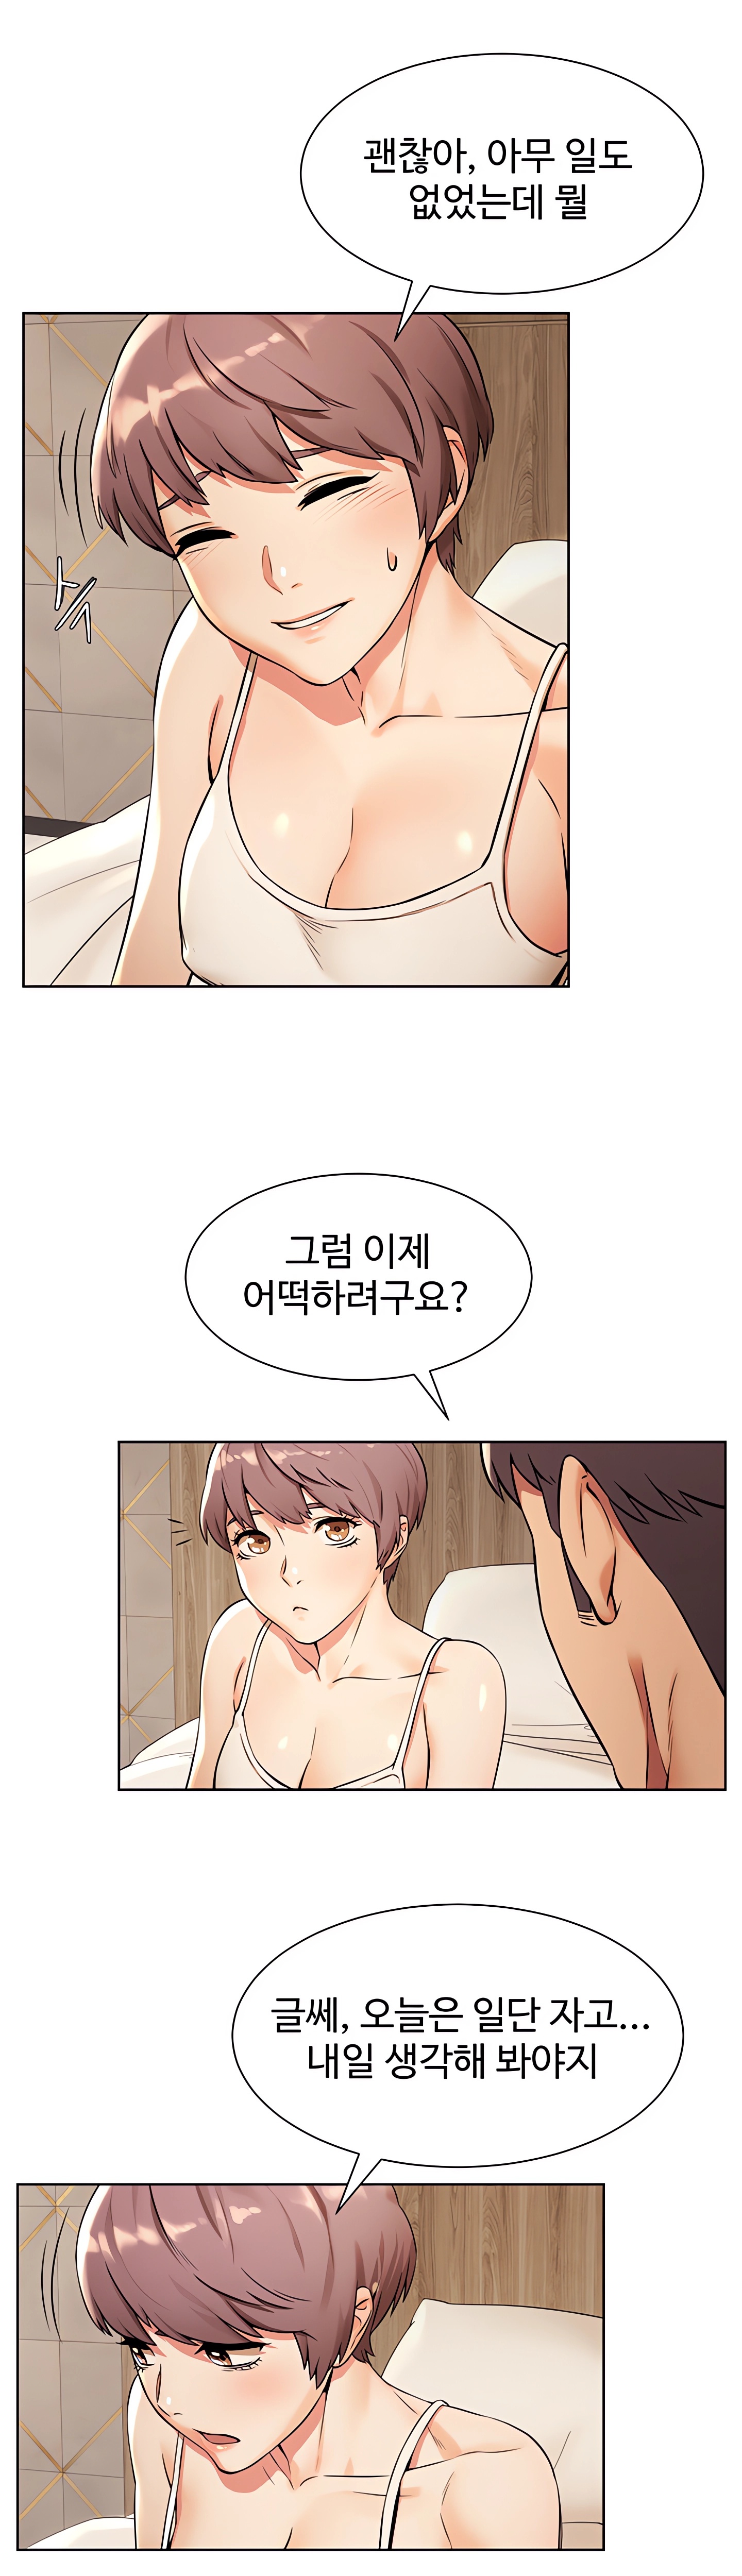 괜찮아, 아무 일도
없었는데 뭘
그럼 이제
어떡하려구요?
글쎄, 오늘은 일단 자고...
내일 생각해 봐야지